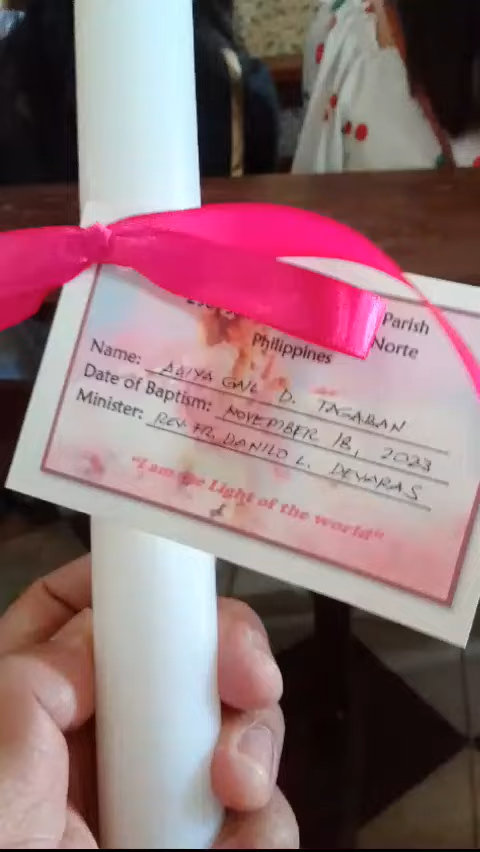 Parish
Philippines Norte
Name: AALIYA GAIL D. TAGABAN
Date of Baptism: NOVEMBER 18, 2023
Minister: REV. FR. DANILO L. DEVARAS
"I am the Light of the world"